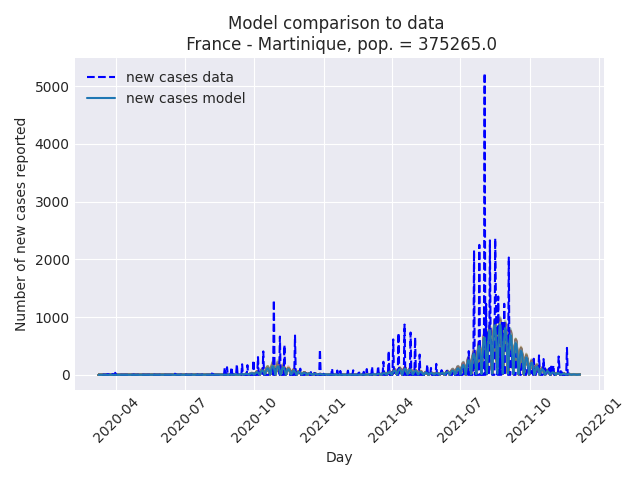 Model comparison to data
France - Martinique, pop. = 375265.0
new cases data
new cases model
Number of new cases reported
5000
4000
3000
2000
1000
0
2020-04
2020-07
2020-10
2021-01
2021-04
2021-07
2021-10
2022-01
Day